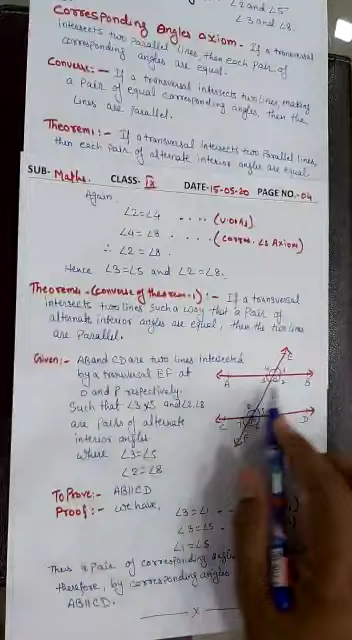 ∠2 and ∠5
∠3 and ∠8.
Corresponding Angles axiom - If a transversal
intersects two Parallel lines, then each Pair of
corresponding angles are equal.
Converse:- If a transversal intersects two lines, making
a Pair of equal corresponding angles, then the
lines are parallel.
Theorem 1:- If a transversal intersects two Parallel lines,
then each Pair of alternate interior angles are equal
SUB- Maths. CLASS- IX DATE-15-05-20 PAGE NO.-04
Again
∠2=∠4 .... (V.O.∠s)
∠4=∠8 .... (corres. ∠s Axiom)
∴ ∠2=∠8.
Hence ∠3=∠5 and ∠2=∠8.
Theorem - (converse of theorem-1):- If a transversal
intersects two lines such a way that a Pair of
alternate interior angles are equal, then the two lines
are Parallel.
Given:- AB and CD are two lines intersected
by a transversal EF at
O and P respectively.
Such that ∠3 ∠5 and ∠2 ∠8
are pairs of alternate
interior angles
where ∠3=∠5
∠2=∠8
E
A B
C D
F
To Prove:- AB||CD
Proof:- we have, ∠3=∠1
∠3=∠5
∠1=∠5
Thus a Pair of corresponding angles
therefore, by corresponding angles
AB||CD.
x